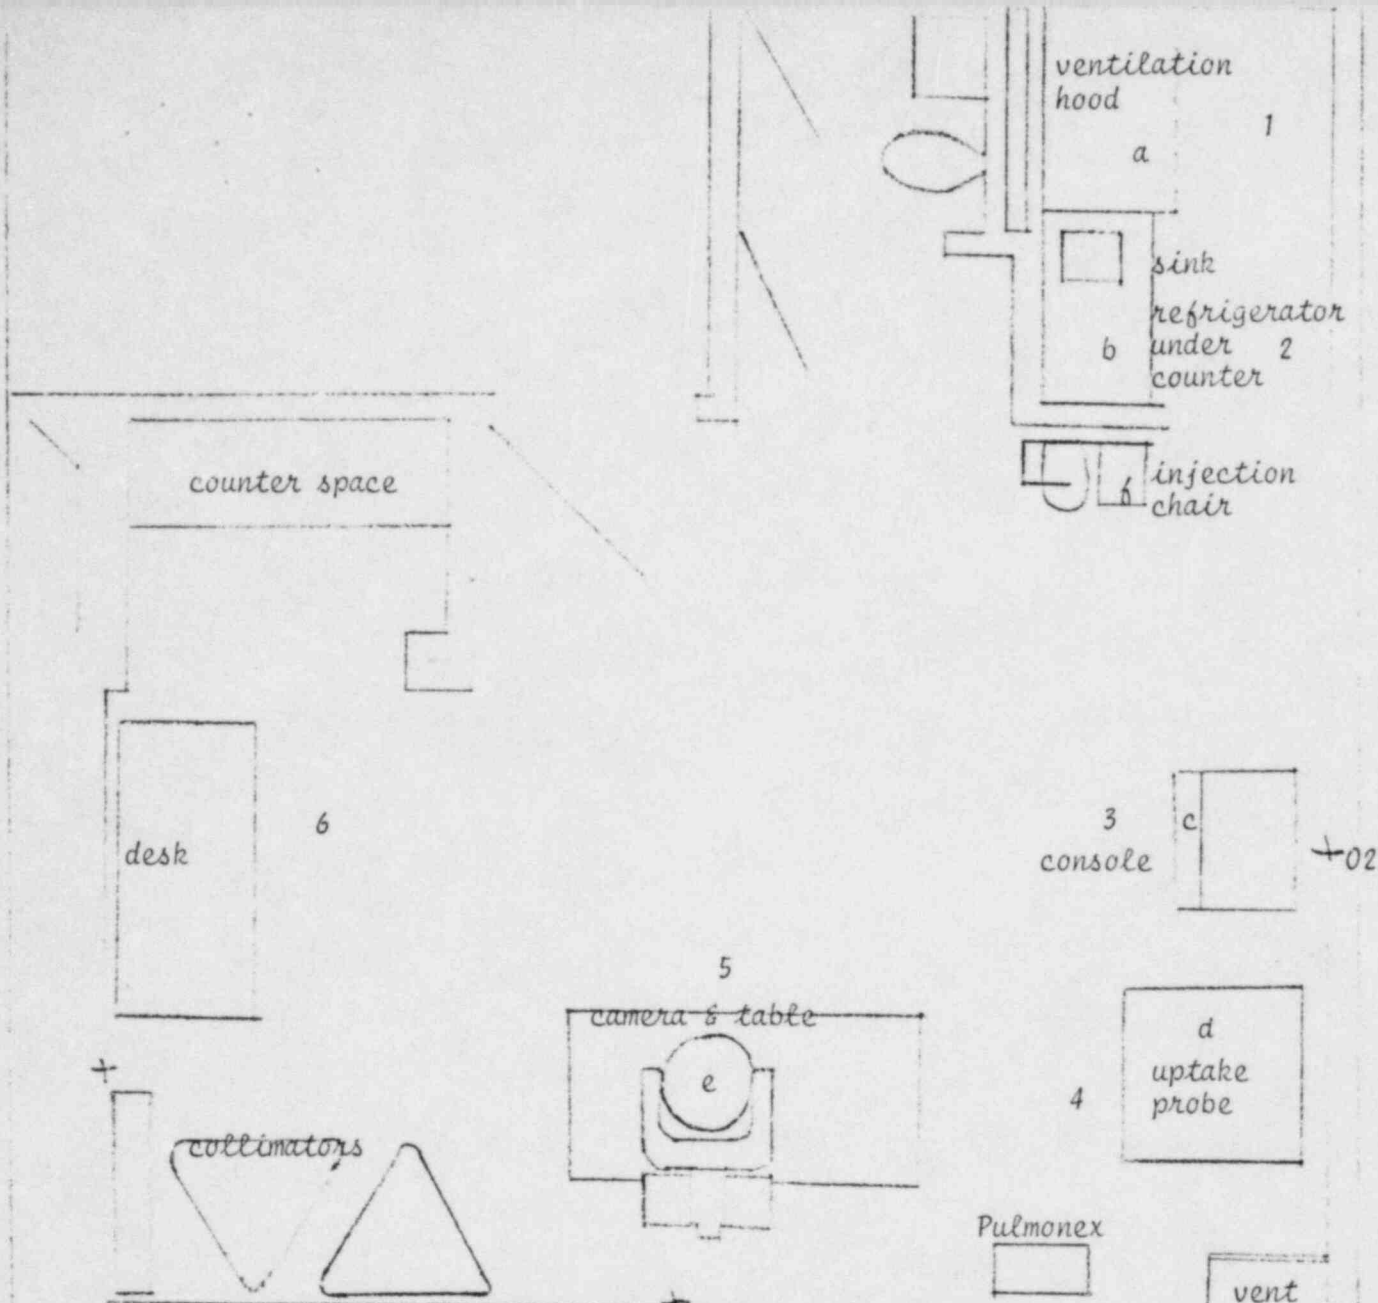 ventilation
hood
1
a
sink
refrigerator
b under 2
counter
counter space
f injection
chair
6
desk
3 c
console
+02
5
camera & table
d
e
uptake
4 probe
+
collimators
Pulmonex
vent
+